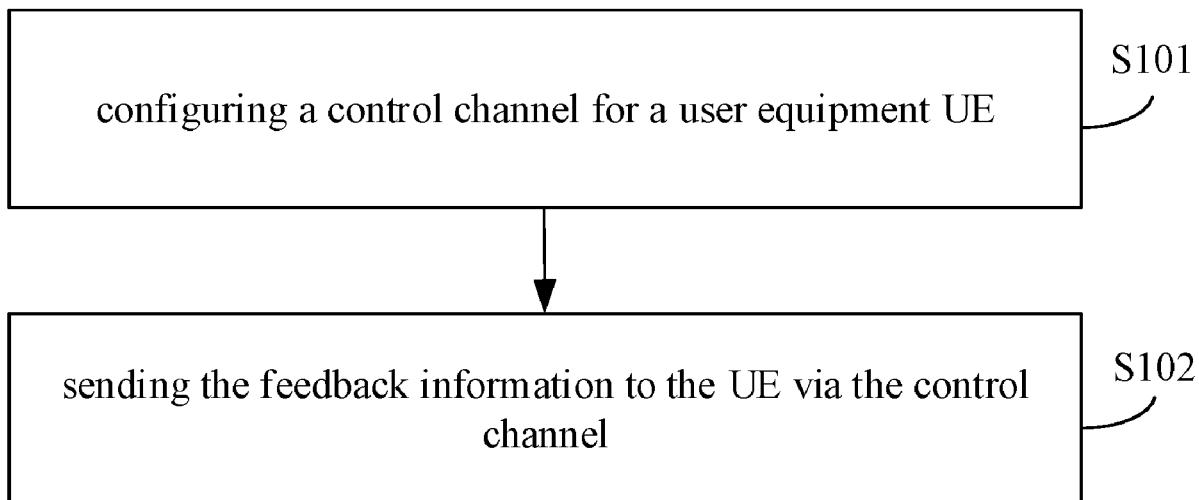 configuring a control channel for a user equipment UE
S101
sending the feedback information to the UE via the control
channel
S102